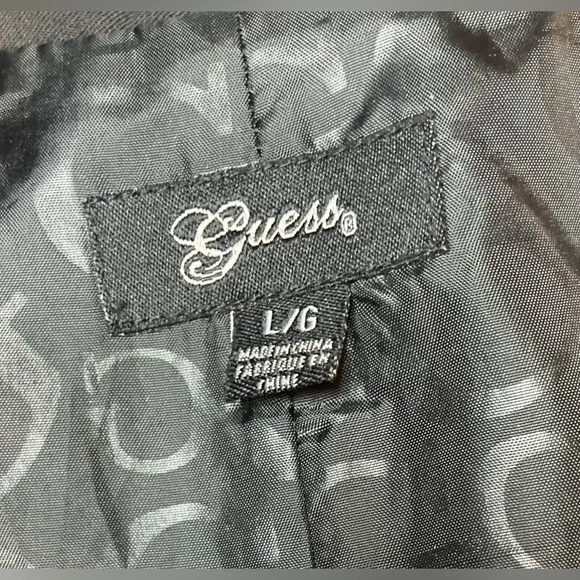 Guess®
L/G
MADE IN CHINA
FABRIQUE EN
CHINE